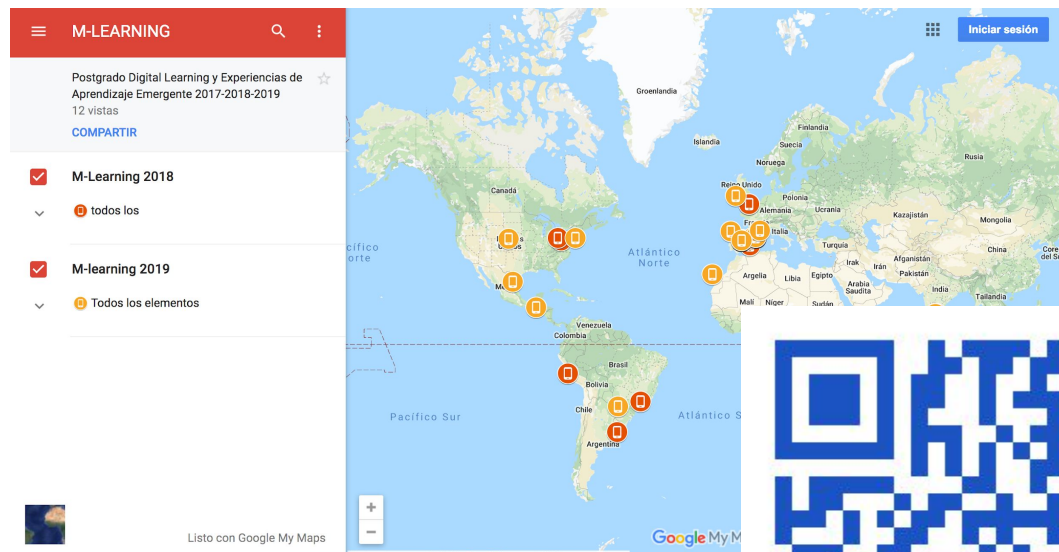 M-LEARNING
Iniciar sesión
Postgrado Digital Learning y Experiencias de
Aprendizaje Emergente 2017-2018-2019
12 vistas
COMPARTIR
M-Learning 2018
todos los
M-learning 2019
Todos los elementos
Listo con Google My Maps
Groenlandia
Islandia
Finlandia
Suecia
Noruega
Rusia
Canadá
Reino Unido
Polonia
Alemania
Ucrania
Kazajistán
Mongolia
Italia
Turquía
China
Atlántico
Norte
Afganistán
Irak
Irán
Pakistán
Argelia
Libia
Egipto
Arabia
Saudita
India
Tailandia
Malí
Níger
Sudán
Venezuela
Colombia
Brasil
Bolivia
Chile
Pacífico Sur
Atlántico S
Argentina
Google My M